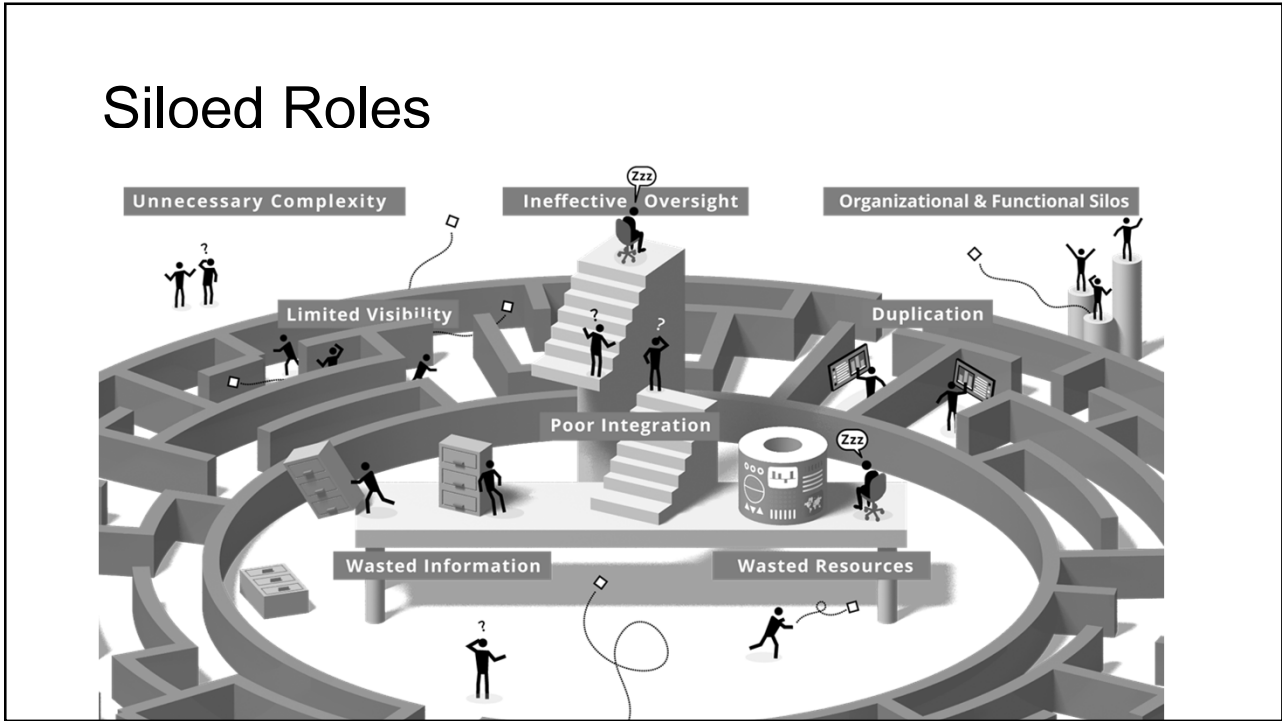 Siloed Roles
Zzz
Unnecessary Complexity
Ineffective Oversight
Organizational & Functional Silos
?
Limited Visibility
?
?
Duplication
Poor Integration
Zzz
Wasted Information
Wasted Resources
?